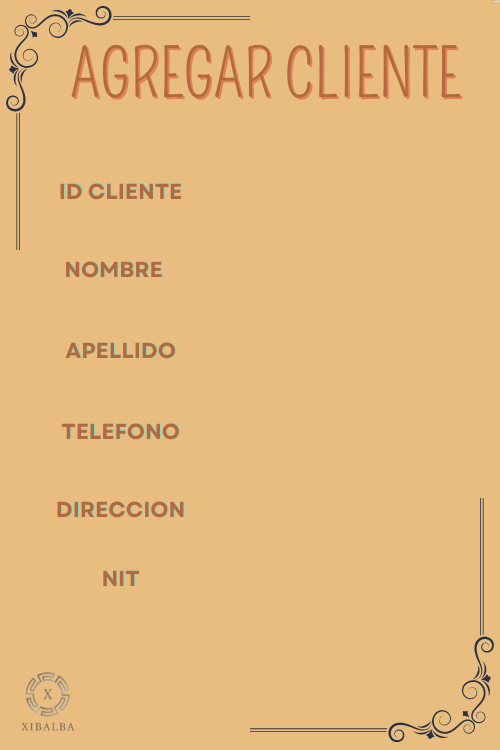 AGREGAR CLIENTE
ID CLIENTE
NOMBRE
APELLIDO
TELEFONO
DIRECCION
NIT
X
XIBALBA